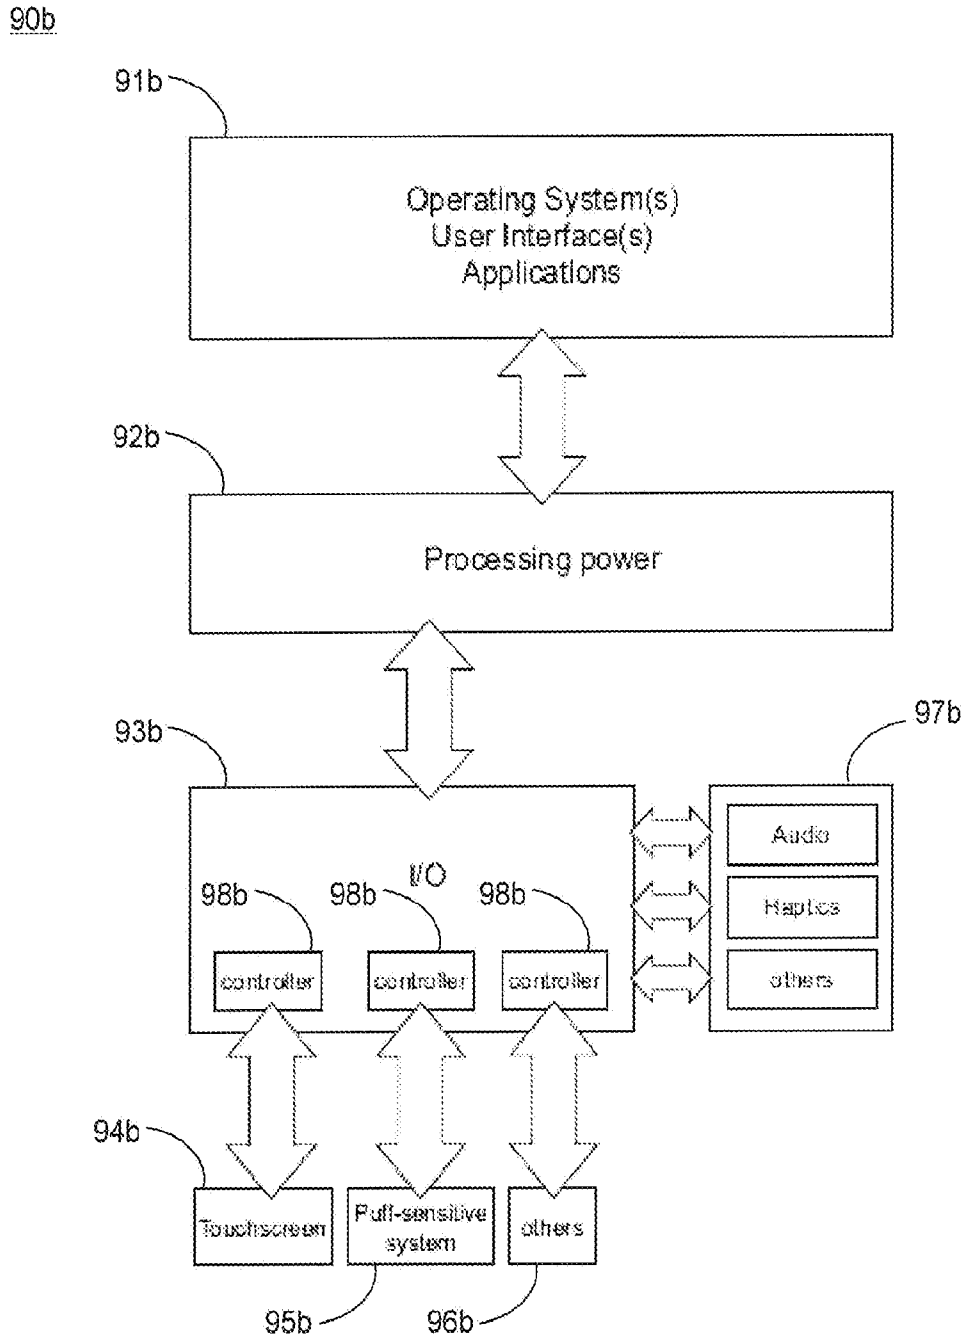 90b
91b
Operating System(s)
User Interface(s)
Applications
92b
Processing power
93b
97b
I/O
Audio
Haptics
others
98b
98b
98b
controller
controller
controller
94b
Touchscreen
Puff-sensitive
system
others
95b
96b